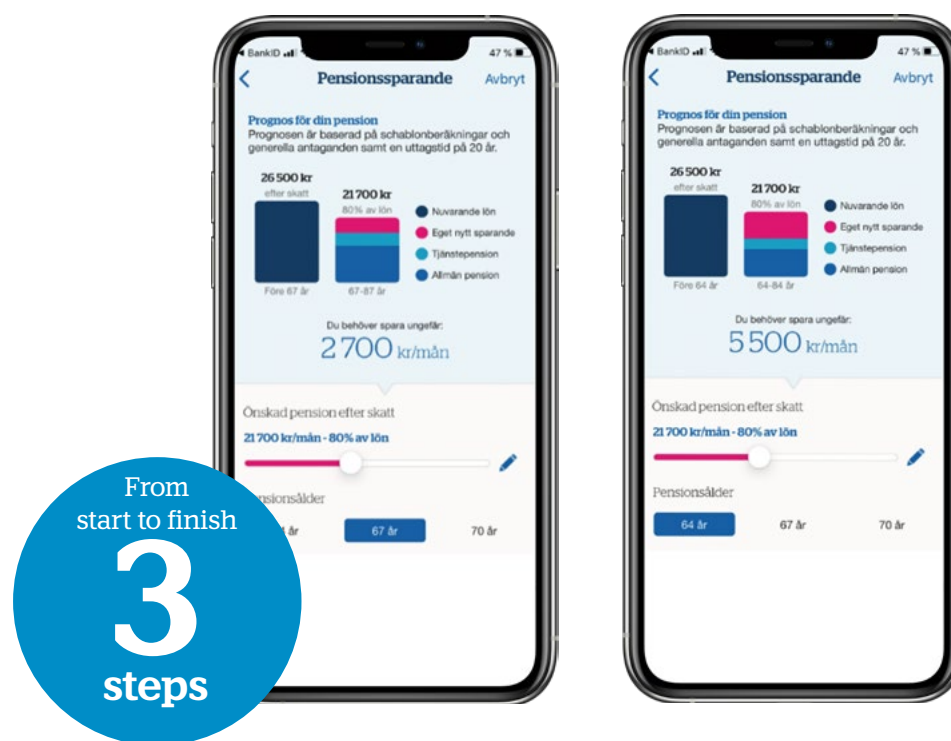 BankID
47 %
Pensionssparande
Avbryt
Prognos för din pension
Prognosen är baserad på schablonberäkningar och
generella antaganden samt en uttagstid på 20 år.
26 500 kr
efter skatt
21 700 kr
80% av lön
Nuvarande lön
Eget nytt sparande
Tjänstepension
Allmän pension
Före 67 år
67-87 år
Du behöver spara ungefär:
2 700 kr/mån
Önskad pension efter skatt
21 700 kr/mån - 80% av lön
nsionsålder
år
67 år
70 år
BankID
47 %
Pensionssparande
Avbryt
Prognos för din pension
Prognosen är baserad på schablonberäkningar och
generella antaganden samt en uttagstid på 20 år.
26 500 kr
efter skatt
21 700 kr
80% av lön
Nuvarande lön
Eget nytt sparande
Tjänstepension
Allmän pension
Före 64 år
64-84 år
Du behöver spara ungefär:
5 500 kr/mån
Önskad pension efter skatt
21 700 kr/mån - 80% av lön
Pensionsålder
64 år
67 år
70 år
From
start to finish
3
steps